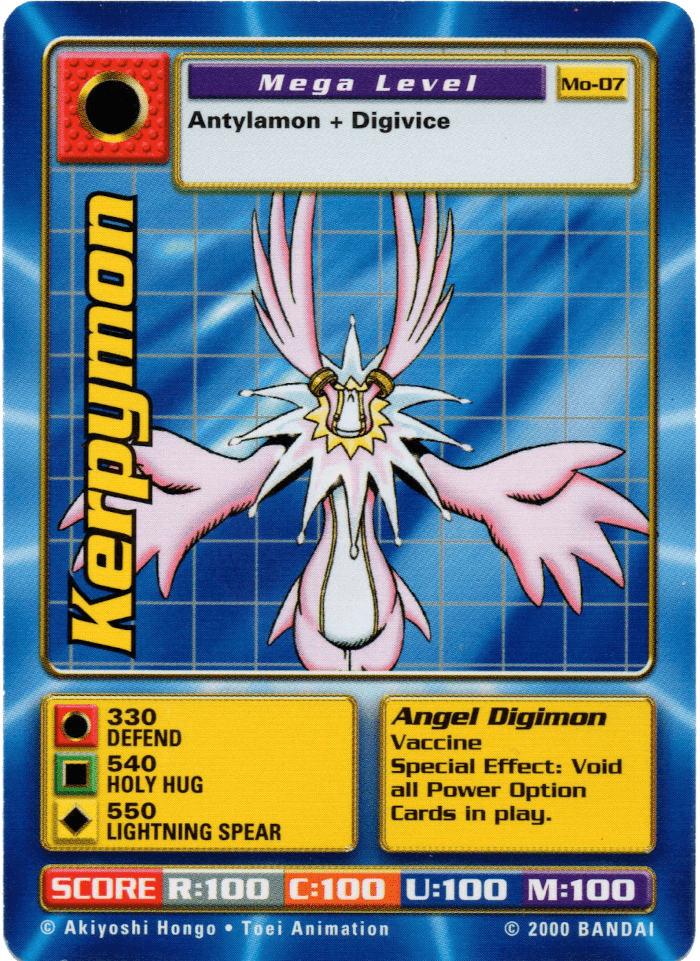 Mega Level
Mo-07
Antylamon + Digivice
Kerpymon
330
DEFEND
540
HOLY HUG
550
LIGHTNING SPEAR
Angel Digimon
Vaccine
Special Effect: Void
all Power Option
Cards in play.
SCORE R:100 C:100 U:100 M:100
© Akiyoshi Hongo • Toei Animation
© 2000 BANDAI